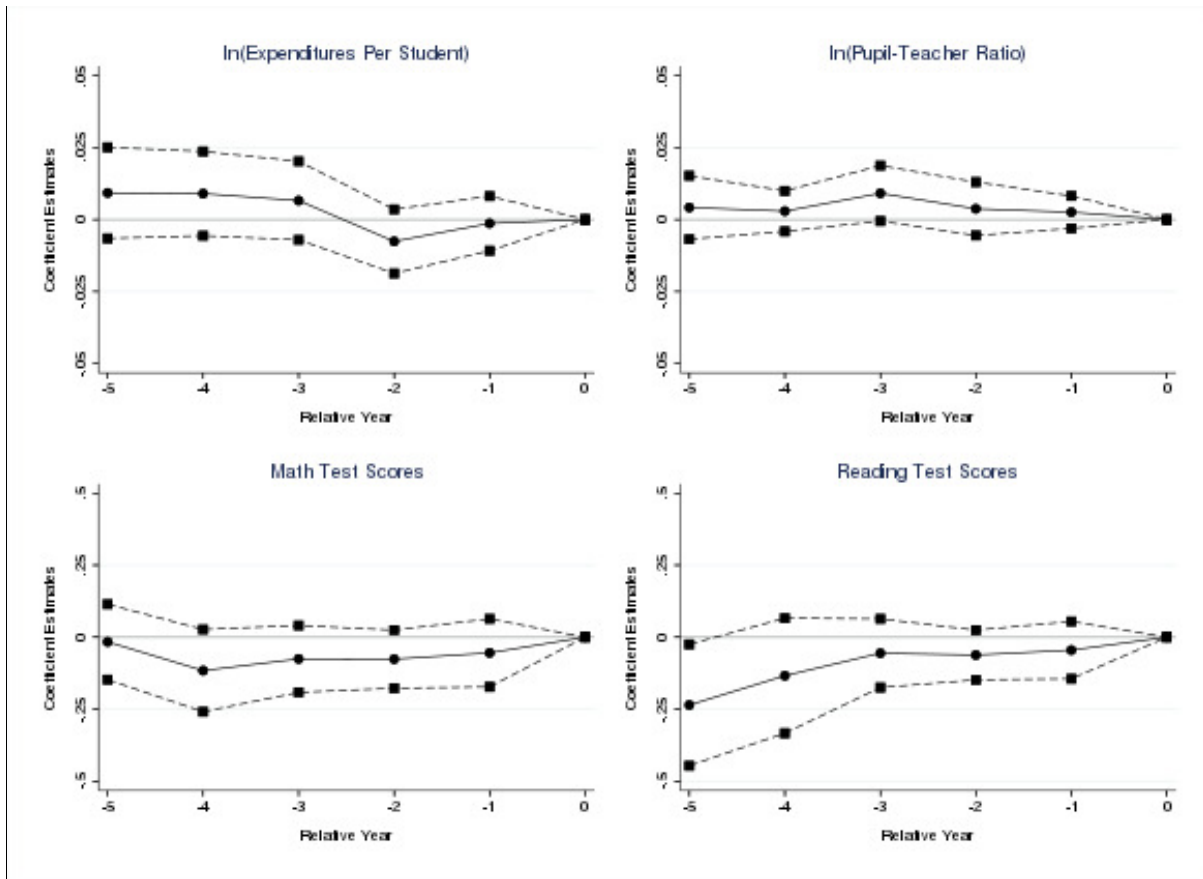 ln(Expenditures Per Student)
Coefficient Estimates
.05
.025
0
-.025
-.05
-5 -4 -3 -2 -1 0
Relative Year
ln(Pupil-Teacher Ratio)
Coefficient Estimates
.05
.025
0
-.025
-.05
-5 -4 -3 -2 -1 0
Relative Year
Math Test Scores
Coefficient Estimates
.5
.25
0
-.25
-.5
-5 -4 -3 -2 -1 0
Relative Year
Reading Test Scores
Coefficient Estimates
.5
.25
0
-.25
-.5
-5 -4 -3 -2 -1 0
Relative Year